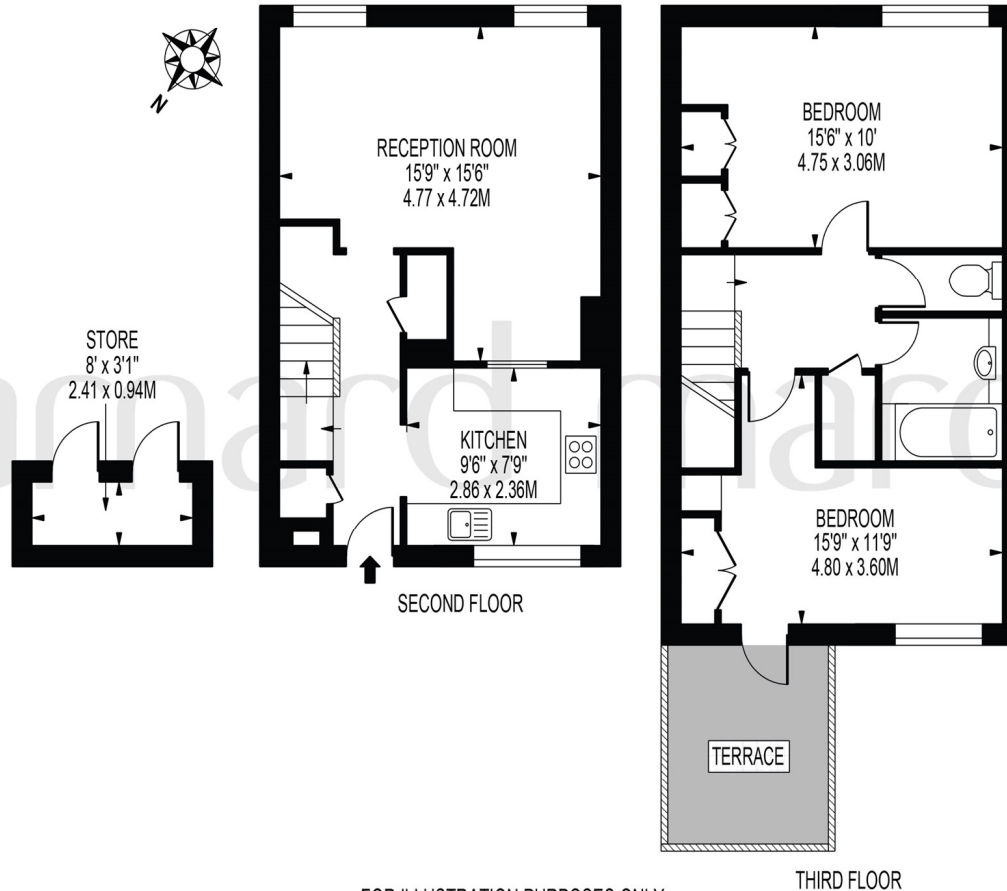 N
RECEPTION ROOM
15'9" x 15'6"
4.77 x 4.72M
BEDROOM
15'6" x 10'
4.75 x 3.06M
STORE
8' x 3'1"
2.41 x 0.94M
KITCHEN
9'6" x 7'9"
2.86 x 2.36M
BEDROOM
15'9" x 11'9"
4.80 x 3.60M
SECOND FLOOR
TERRACE
THIRD FLOOR